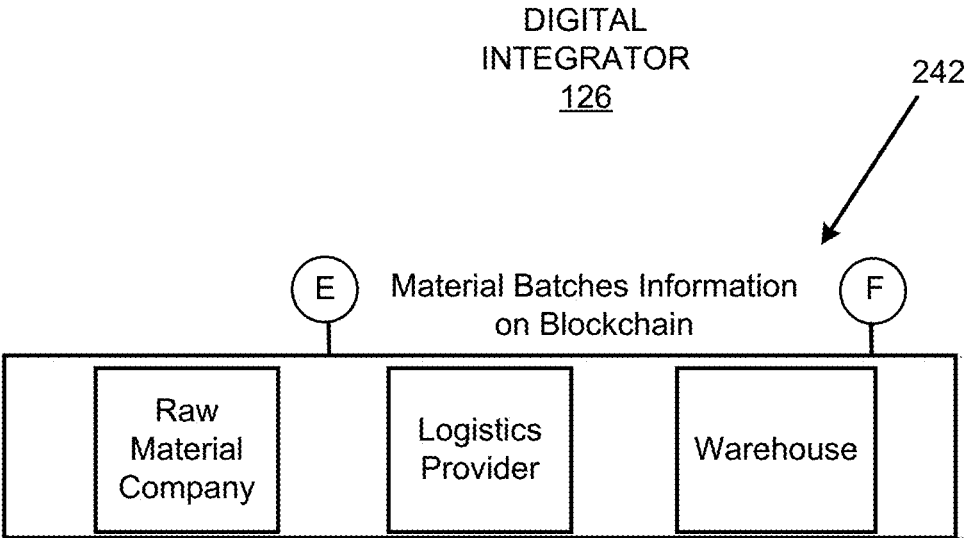 DIGITAL
INTEGRATOR
126
242
E
Material Batches Information
on Blockchain
F
Raw
Material
Company
Logistics
Provider
Warehouse